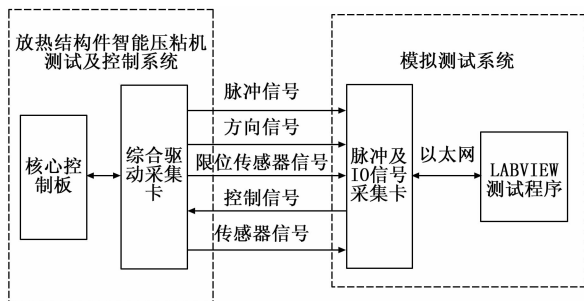 放热结构件智能压粘机
测试及控制系统
模拟测试系统
核心控
制板
综合驱
动采集
卡
脉冲信号
方向信号
限位传感器信号
控制信号
传感器信号
脉冲及
IO信号
采集卡
以太网
LABVIEW
测试程序